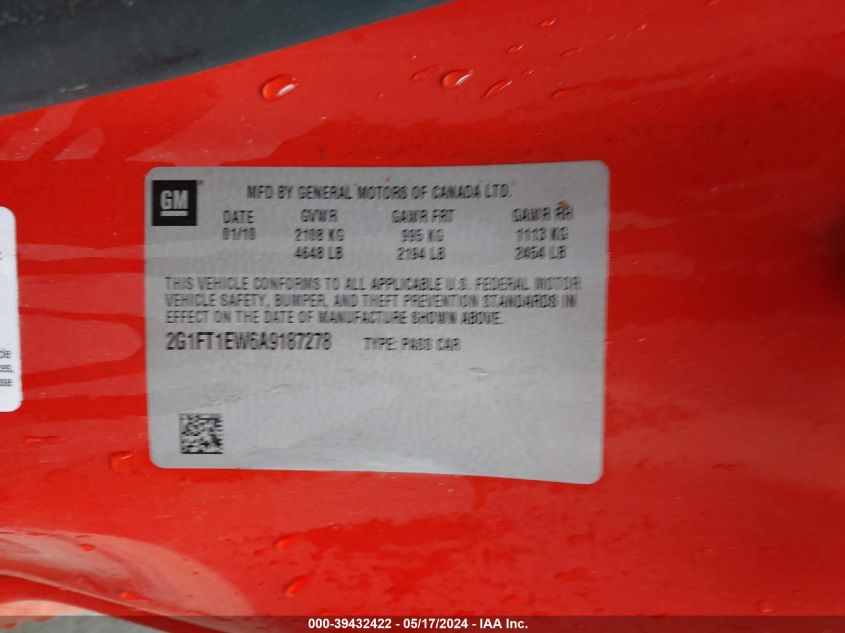 GM
MFD BY GENERAL MOTORS OF CANADA LTD.
DATE GVWR GAWR FRT GAWR RR
01/10 2108 KG 995 KG 1113 KG
4648 LB 2194 LB 2454 LB
THIS VEHICLE CONFORMS TO ALL APPLICABLE U.S. FEDERAL MOTOR
VEHICLE SAFETY, BUMPER, AND THEFT PREVENTION STANDARDS IN
EFFECT ON THE DATE OF MANUFACTURE SHOWN ABOVE.
2G1FT1EW5A9187278 TYPE: PASS CAR
000-39432422 - 05/17/2024 - IAA Inc.